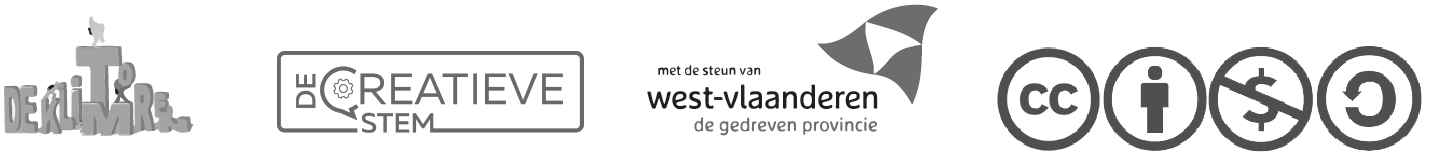 DE KLIMTOREN
DE CREATIEVE
STEM
met de steun van
west-vlaanderen
de gedreven provincie
cc
$